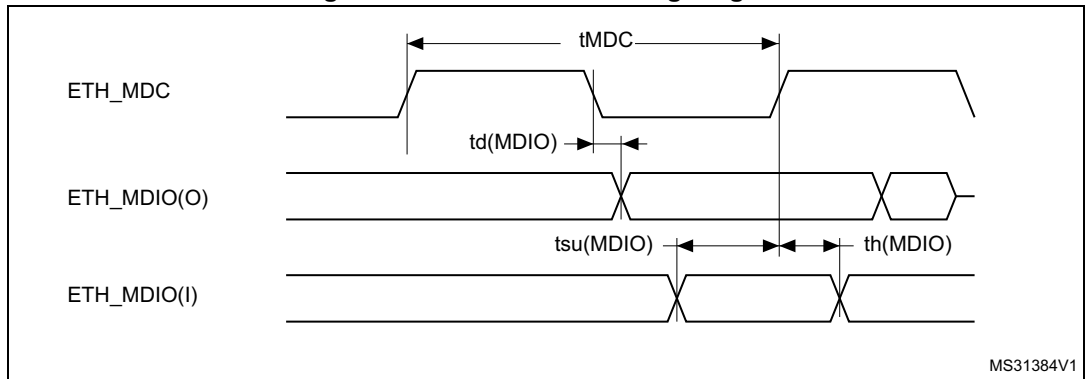 tMDC
ETH_MDC
td(MDIO)
ETH_MDIO(O)
tsu(MDIO) th(MDIO)
ETH_MDIO(I)
MS31384V1